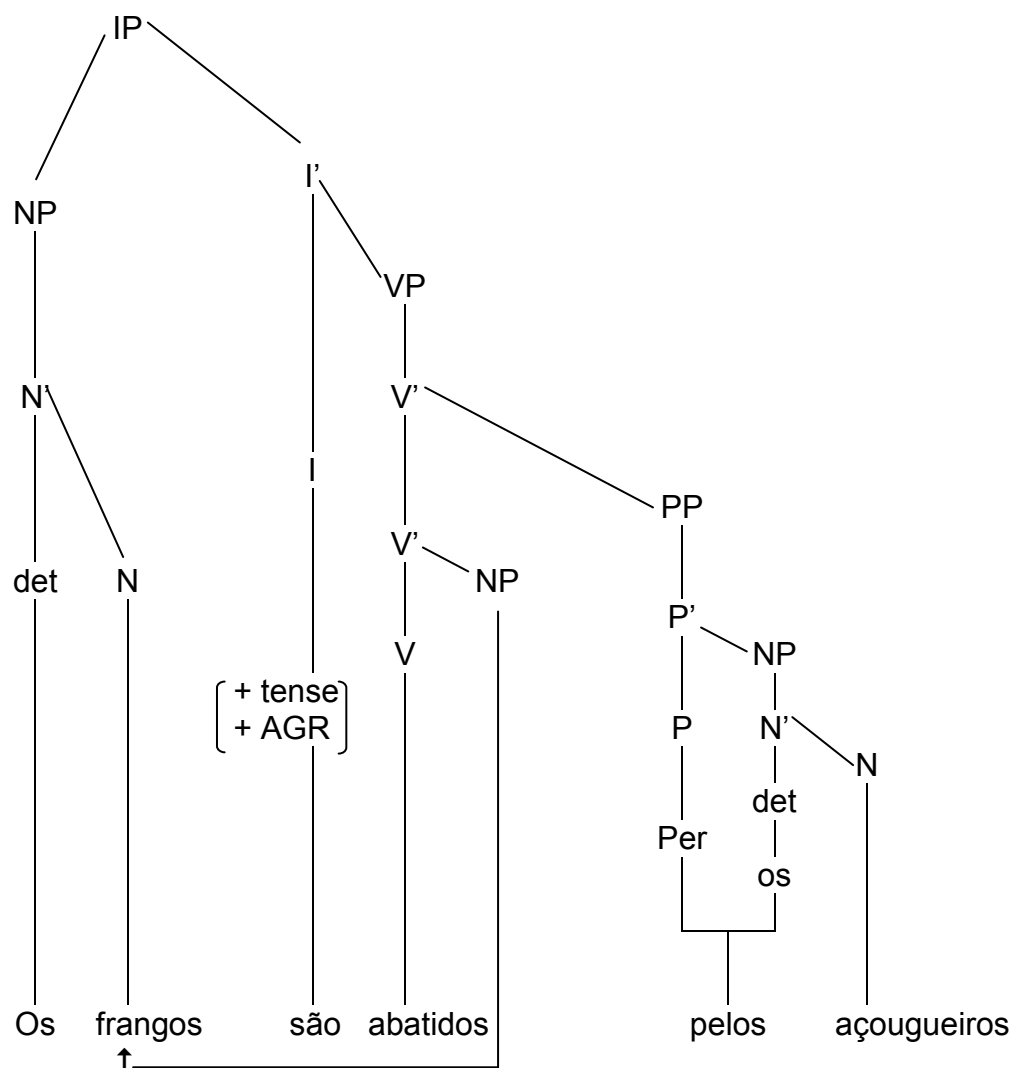 IP
I’
NP
VP
N’ V’
I
PP
V’
det N NP
P’
V NP
+ tense
+ AGR P N’
N
det
Per
os
Os frangos são abatidos pelos açougueiros